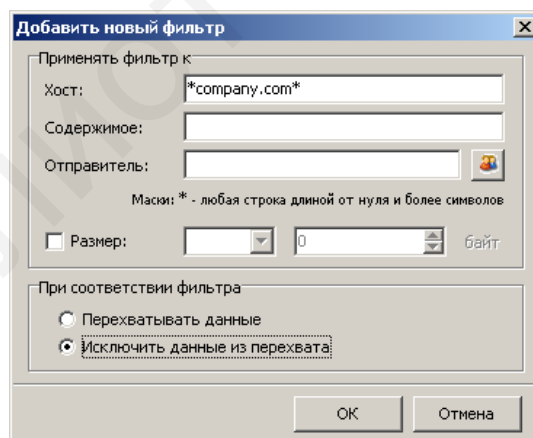 Добавить новый фильтр
Применять фильтр к
Хост: *company.com*
Содержимое:
Отправитель:
Маски: * - любая строка длиной от нуля и более символов
Размер: 0 байт
При соответствии фильтра
Перехватывать данные
Исключить данные из перехвата
ОК Отмена